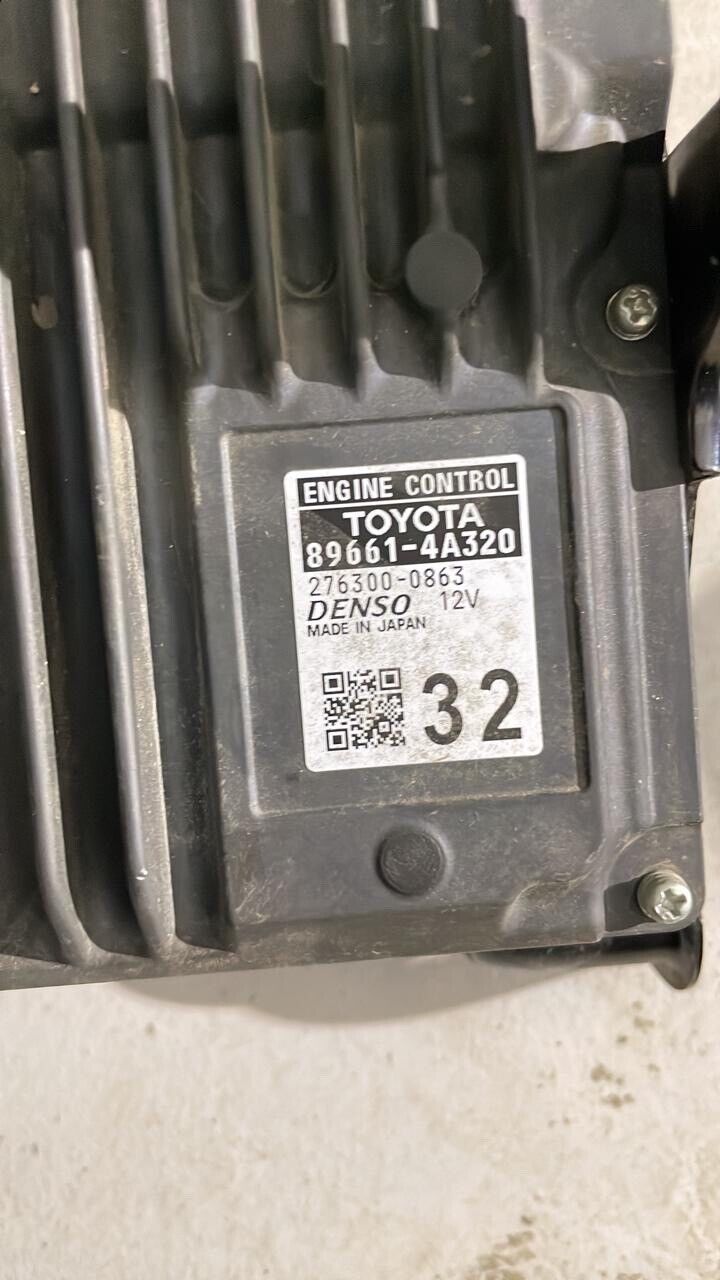 ENGINE CONTROL
TOYOTA
89661-4A320
276300-0863
DENSO 12V
MADE IN JAPAN
32